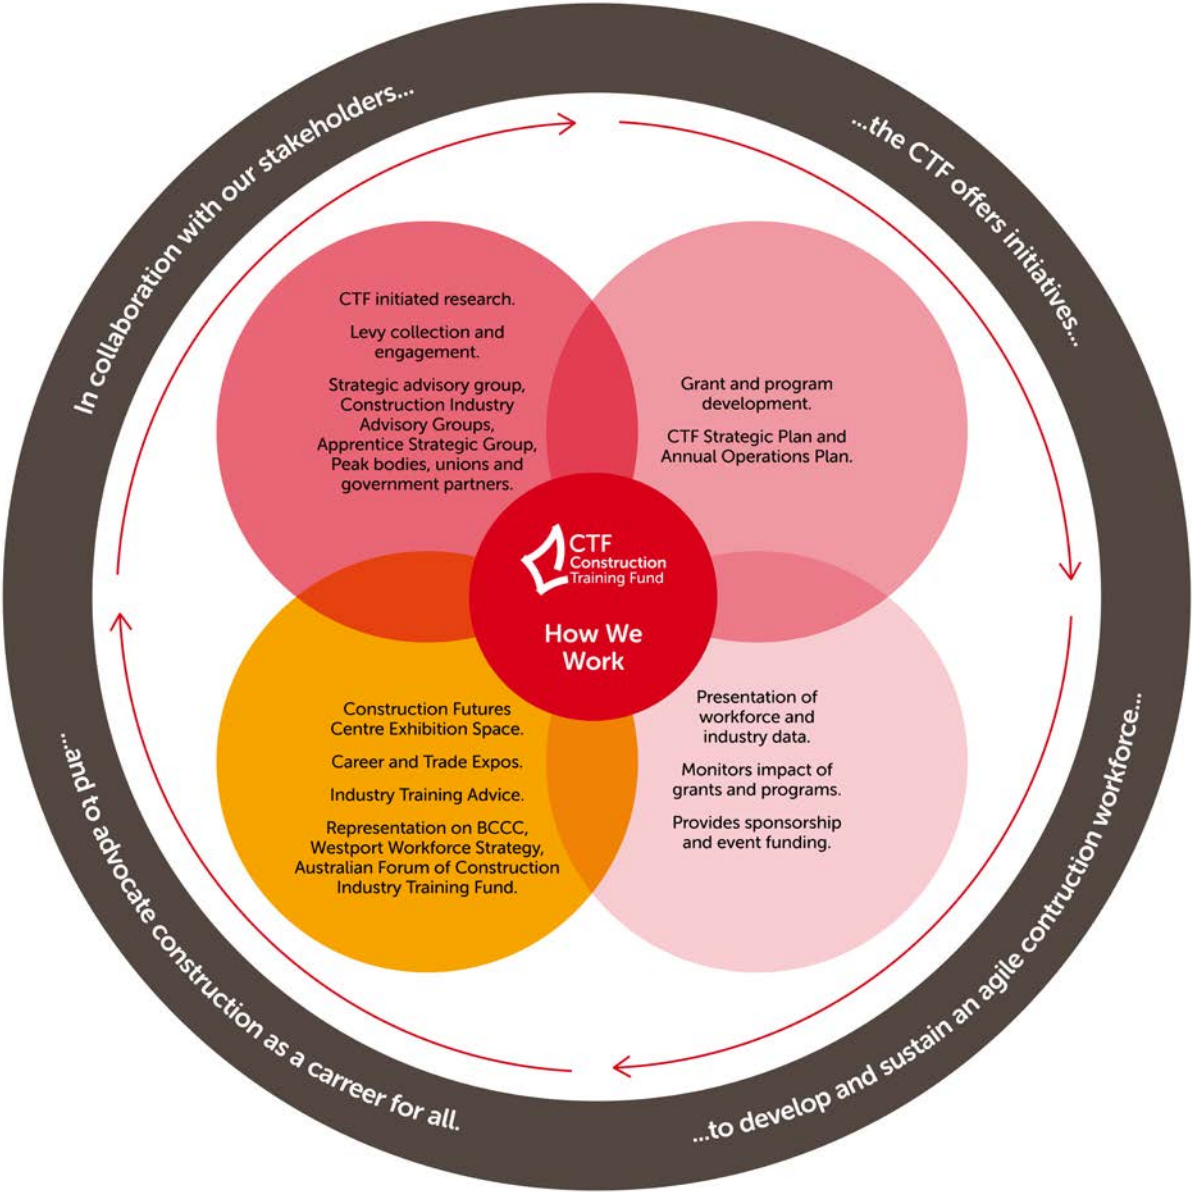 In collaboration with our stakeholders...
...the CTF offers initiatives...
...to develop and sustain an agile contruction workforce...
...and to advocate construction as a carreer for all.
CTF initiated research.
Levy collection and
engagement.
Strategic advisory group,
Construction Industry
Advisory Groups,
Apprentice Strategic Group,
Peak bodies, unions and
government partners.
Grant and program
development.
CTF Strategic Plan and
Annual Operations Plan.
CTF
Construction
Training Fund
How We
Work
Presentation of
workforce and
industry data.
Monitors impact of
grants and programs.
Provides sponsorship
and event funding.
Construction Futures
Centre Exhibition Space.
Career and Trade Expos.
Industry Training Advice.
Representation on BCCC,
Westport Workforce Strategy,
Australian Forum of Construction
Industry Training Fund.